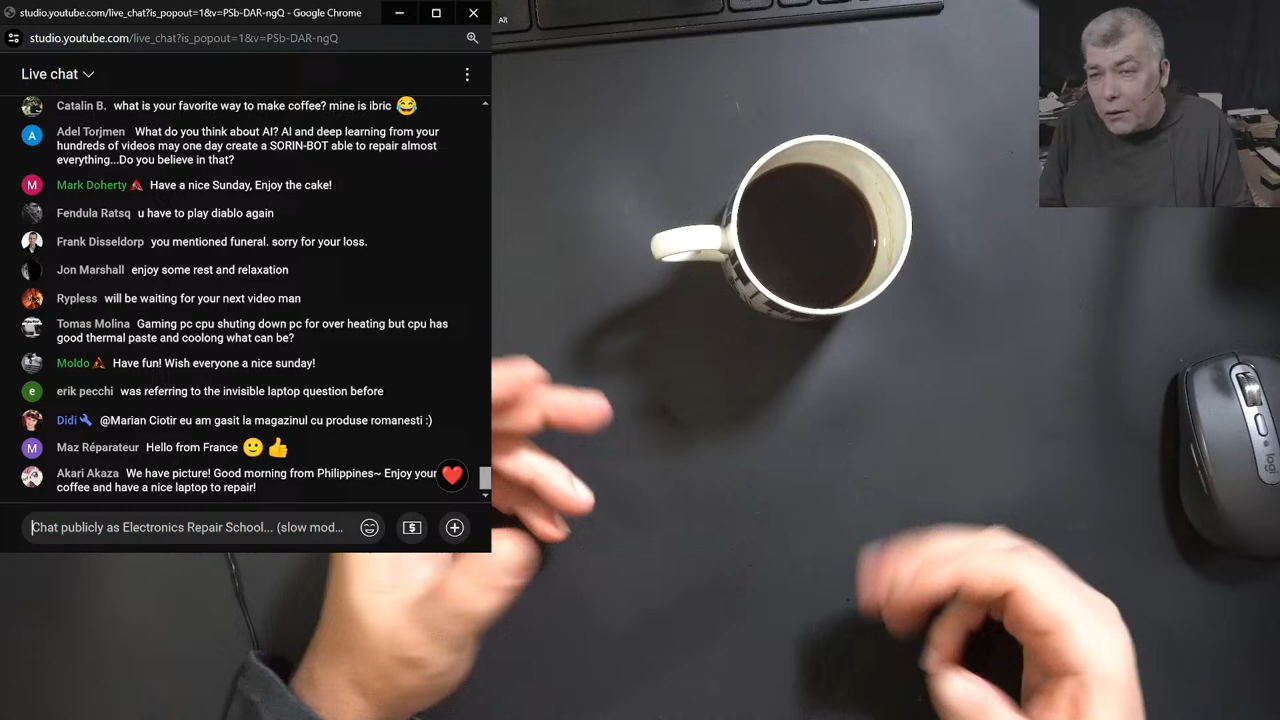 studio.youtube.com/live_chat?is_popout=1&v=PSb-DAR-ngQ - Google Chrome
studio.youtube.com/live_chat?is_popout=1&v=PSb-DAR-ngQ
Alt
Live chat
Catalin B. what is your favorite way to make coffee? mine is ibric 😂
A Adel Torjmen What do you think about AI? AI and deep learning from your
hundreds of videos may one day create a SORIN-BOT able to repair almost
everything...Do you believe in that?
M Mark Doherty Have a nice Sunday, Enjoy the cake!
Fendula Ratsq u have to play diablo again
Frank Disseldorp you mentioned funeral. sorry for your loss.
Jon Marshall enjoy some rest and relaxation
Rypless will be waiting for your next video man
Tomas Molina Gaming pc cpu shuting down pc for over heating but cpu has
good thermal paste and coolong what can be?
Moldo Have fun! Wish everyone a nice sunday!
e erik pecchi was referring to the invisible laptop question before
Didi @Marian Ciotir eu am gasit la magazinul cu produse romanesti :)
M Maz Réparateur Hello from France 🙂👍
Akari Akaza We have picture! Good morning from Philippines~ Enjoy your
coffee and have a nice laptop to repair!
Chat publicly as Electronics Repair School... (slow mod...
$
logi